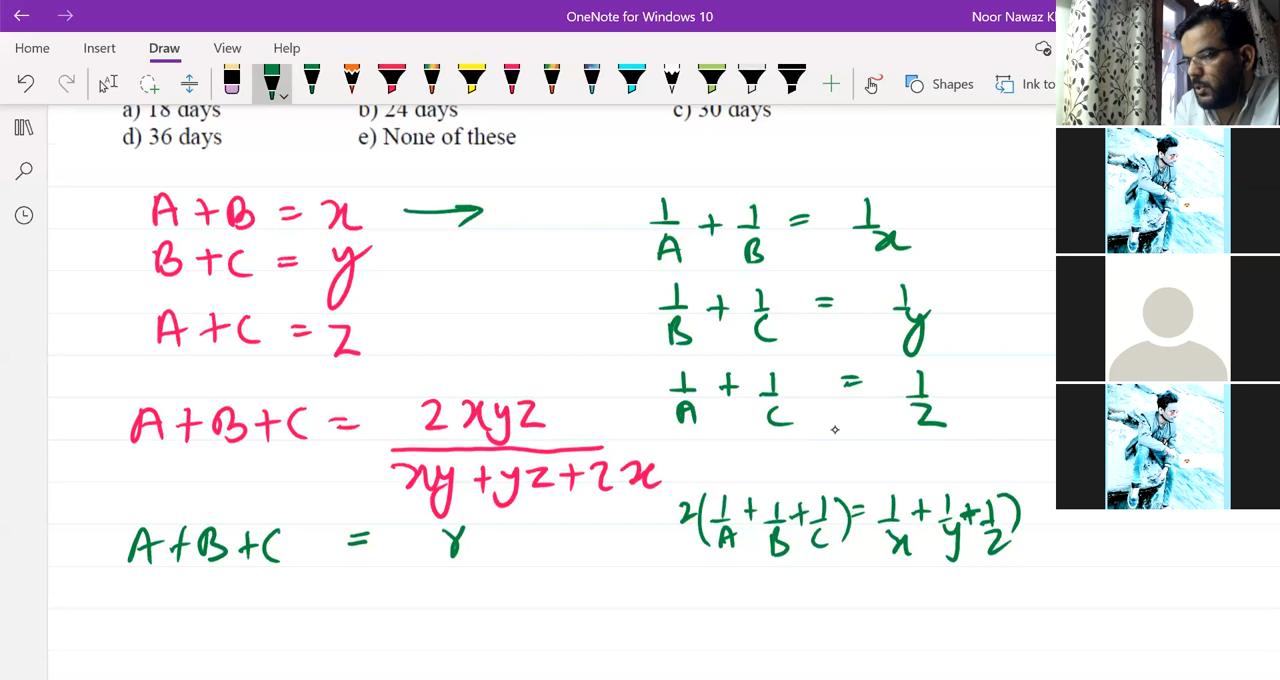 OneNote for Windows 10
Noor Nawaz K
Home Insert Draw View Help
Shapes Ink to
a) 18 days b) 24 days c) 30 days
d) 36 days e) None of these
A+B = x →
B+C = y
A+C = z
A+B+C = 2xyz / xy+yz+zx
A+B+C = r
1/A + 1/B = 1/x
1/B + 1/C = 1/y
1/A + 1/C = 1/z
2(1/A + 1/B + 1/C) = 1/x + 1/y + 1/z)